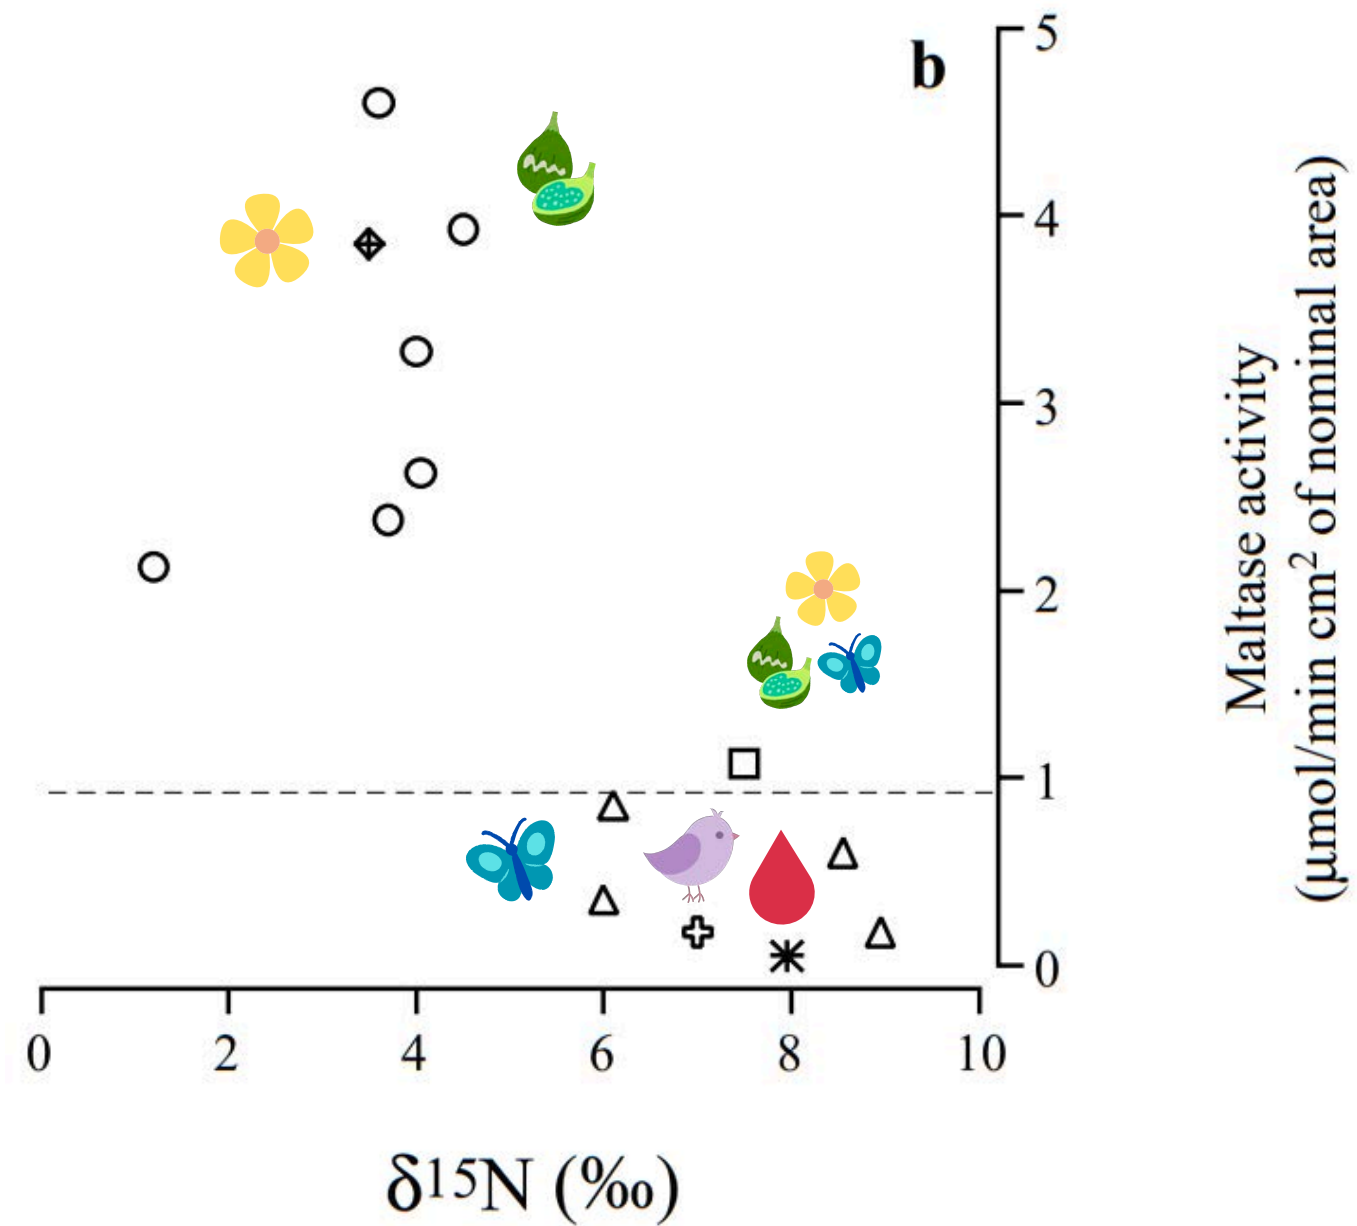 b
5
4
3
2
1
0
Maltase activity
(μmol/min cm² of nominal area)
0 2 4 6 8 10
δ15N (‰)